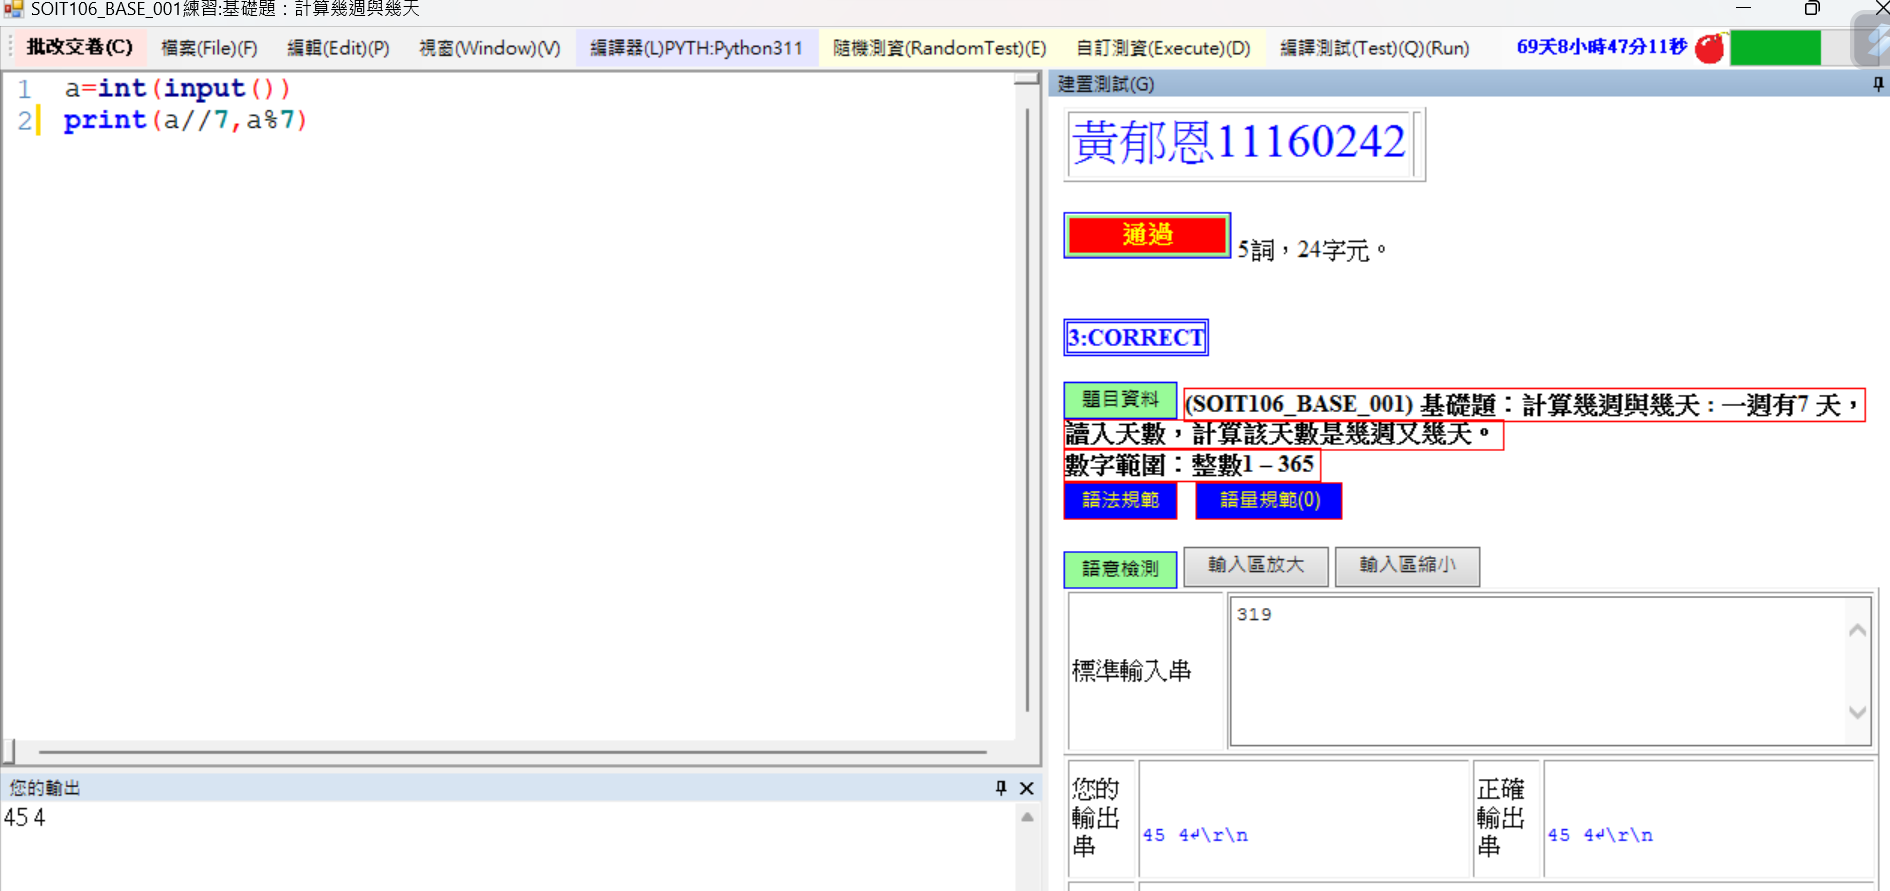 SOIT106_BASE_001練習:基礎題：計算幾週與幾天
批改交卷(C) 檔案(File)(F) 編輯(Edit)(P) 視窗(Window)(V) 編譯器(L)PYTH:Python311 隨機測資(RandomTest)(E) 自訂測資(Execute)(D) 編譯測試(Test)(Q)(Run) 69天8小時47分11秒
1 a=int(input())
2 print(a//7,a%7)
建置測試(G)
黃郁恩11160242
通過 5詞，24字元。
3:CORRECT
題目資料 (SOIT106_BASE_001) 基礎題：計算幾週與幾天 : 一週有7 天，
讀入天數，計算該天數是幾週又幾天。
數字範圍：整數1 – 365
語法規範 語量規範(0)
語意檢測 輸入區放大 輸入區縮小
標準輸入串 319
您的輸出串 45 4↲\r\n 正確輸出串 45 4↲\r\n
您的輸出
45 4